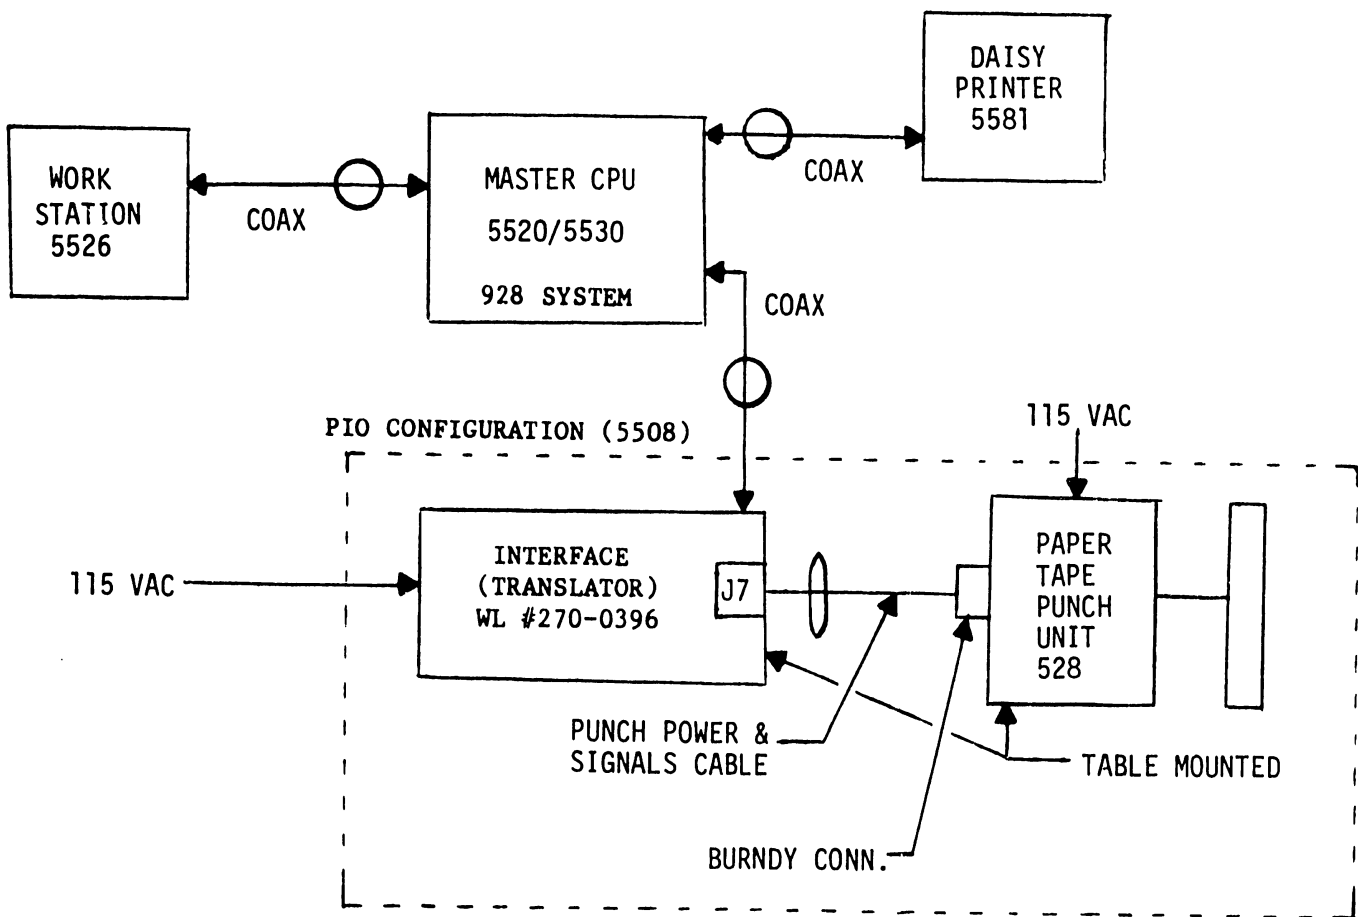 DAISY
PRINTER
5581
WORK
STATION
5526
COAX
MASTER CPU
5520/5530
928 SYSTEM
COAX
COAX
PIO CONFIGURATION (5508)
115 VAC
115 VAC
INTERFACE
(TRANSLATOR)
WL #270-0396
J7
PAPER
TAPE
PUNCH
UNIT
528
PUNCH POWER &
SIGNALS CABLE
TABLE MOUNTED
BURNDY CONN.